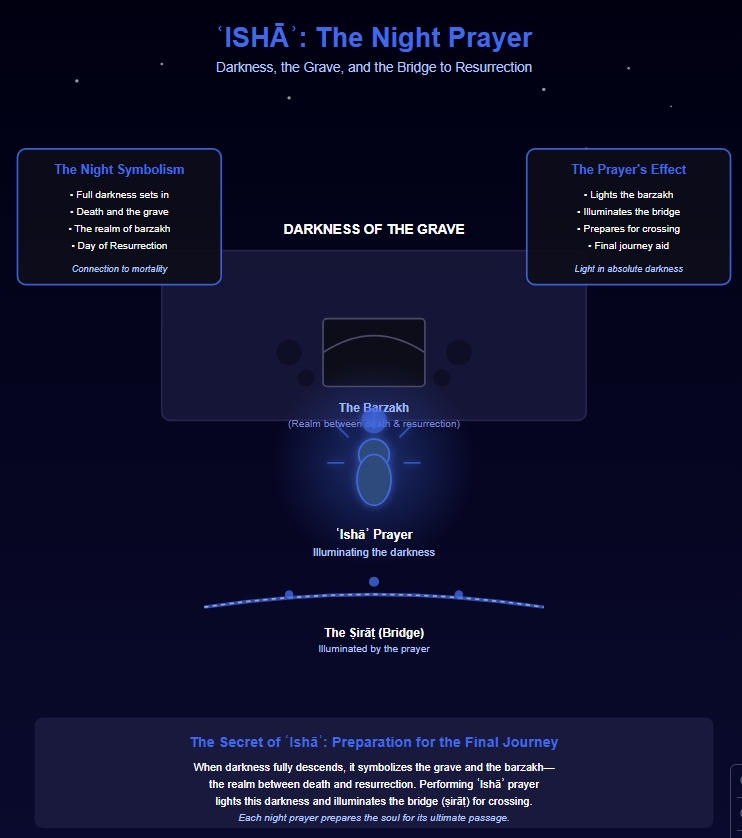 ʿISHĀʾ: The Night Prayer
Darkness, the Grave, and the Bridge to Resurrection
The Night Symbolism
• Full darkness sets in
• Death and the grave
• The realm of barzakh
• Day of Resurrection
Connection to mortality
The Prayer's Effect
• Lights the barzakh
• Illuminates the bridge
• Prepares for crossing
• Final journey aid
Light in absolute darkness
DARKNESS OF THE GRAVE
The Barzakh
(Realm between death & resurrection)
ʿIshāʾ Prayer
Illuminating the darkness
The Ṣirāṭ (Bridge)
Illuminated by the prayer
The Secret of ʿIshāʾ: Preparation for the Final Journey
When darkness fully descends, it symbolizes the grave and the barzakh—
the realm between death and resurrection. Performing ʿIshāʾ prayer
lights this darkness and illuminates the bridge (ṣirāṭ) for crossing.
Each night prayer prepares the soul for its ultimate passage.